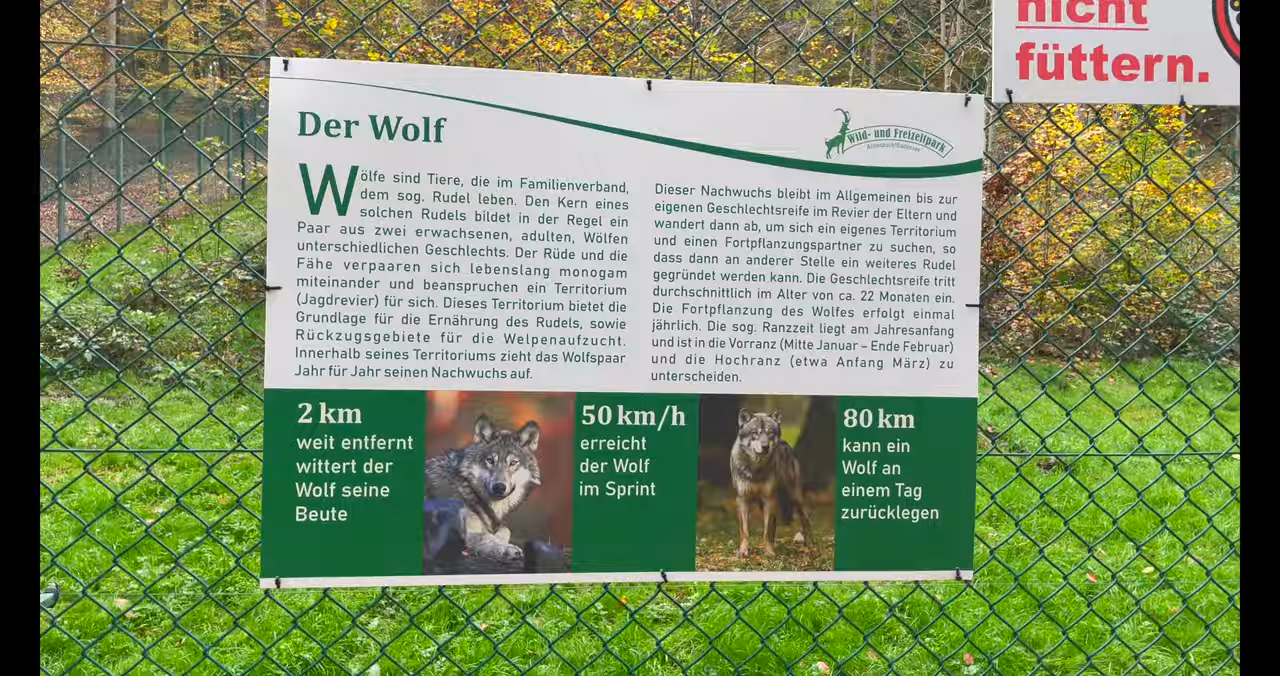 nicht
füttern.
Der Wolf
Wild- und Freizeitpark
Allensbach/Bodensee
Wölfe sind Tiere, die im Familienverband,
dem sog. Rudel leben. Den Kern eines
solchen Rudels bildet in der Regel ein
Paar aus zwei erwachsenen, adulten, Wölfen
unterschiedlichen Geschlechts. Der Rüde und die
Fähe verpaaren sich lebenslang monogam
miteinander und beanspruchen ein Territorium
(Jagdrevier) für sich. Dieses Territorium bietet die
Grundlage für die Ernährung des Rudels, sowie
Rückzugsgebiete für die Welpenaufzucht.
Innerhalb seines Territoriums zieht das Wolfspaar
Jahr für Jahr seinen Nachwuchs auf.
Dieser Nachwuchs bleibt im Allgemeinen bis zur
eigenen Geschlechtsreife im Revier der Eltern und
wandert dann ab, um sich ein eigenes Territorium
und einen Fortpflanzungspartner zu suchen, so
dass dann an anderer Stelle ein weiteres Rudel
gegründet werden kann. Die Geschlechtsreife tritt
durchschnittlich im Alter von ca. 22 Monaten ein.
Die Fortpflanzung des Wolfes erfolgt einmal
jährlich. Die sog. Ranzzeit liegt am Jahresanfang
und ist in die Vorranz (Mitte Januar – Ende Februar)
und die Hochranz (etwa Anfang März) zu
unterscheiden.
2 km
weit entfernt
wittert der
Wolf seine
Beute
50 km/h
erreicht
der Wolf
im Sprint
80 km
kann ein
Wolf an
einem Tag
zurücklegen